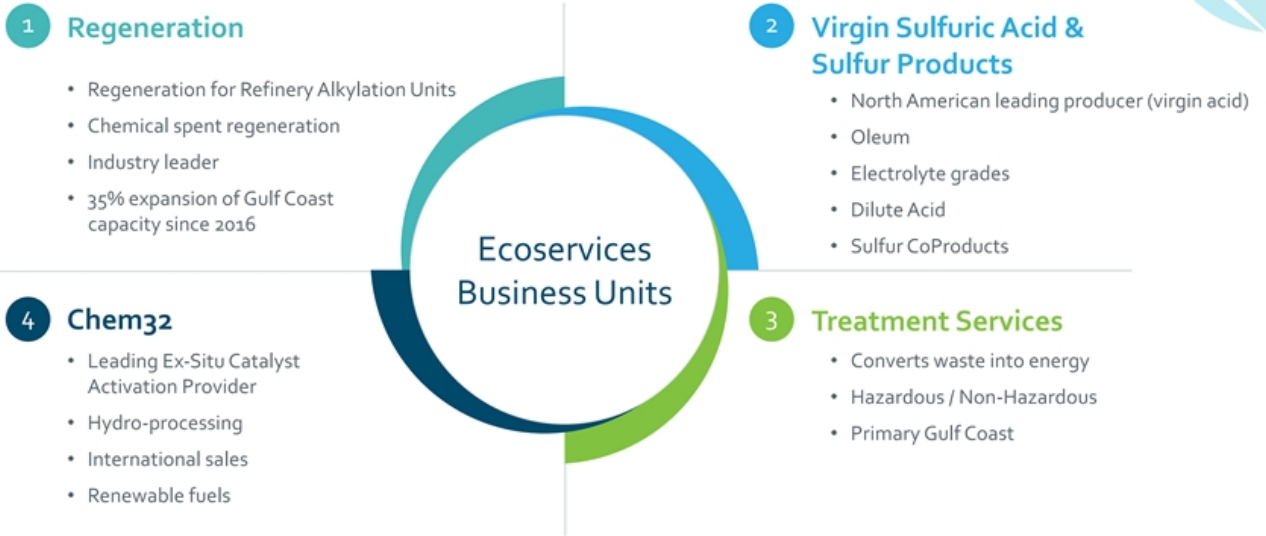 1 Regeneration
• Regeneration for Refinery Alkylation Units
• Chemical spent regeneration
• Industry leader
• 35% expansion of Gulf Coast
capacity since 2016
2 Virgin Sulfuric Acid &
Sulfur Products
• North American leading producer (virgin acid)
• Oleum
• Electrolyte grades
• Dilute Acid
• Sulfur CoProducts
Ecoservices
Business Units
4 Chem32
• Leading Ex-Situ Catalyst
Activation Provider
• Hydro-processing
• International sales
• Renewable fuels
3 Treatment Services
• Converts waste into energy
• Hazardous / Non-Hazardous
• Primary Gulf Coast